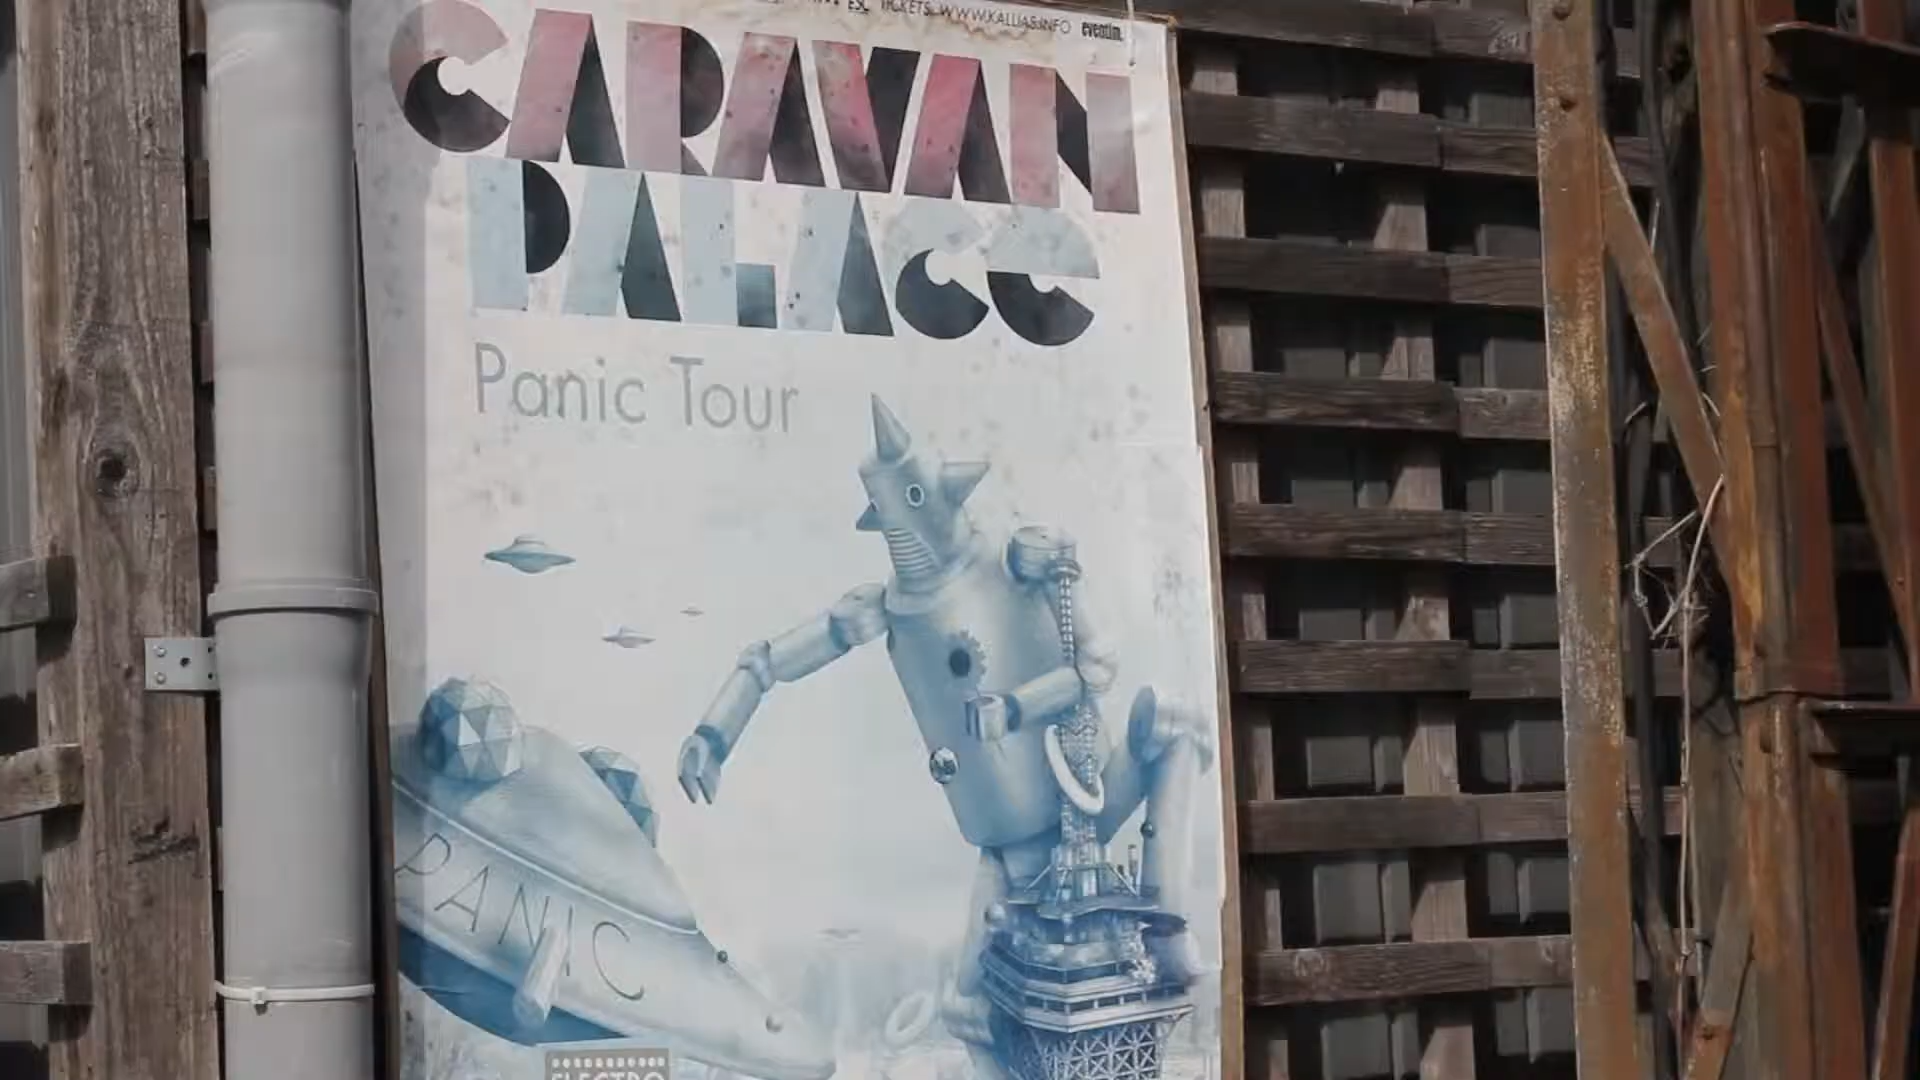 ESC TICKETS: WWW.KALLIAS.INFO eventim.
CARAVAN
PALACE
Panic Tour
PANIC
ELECTRO